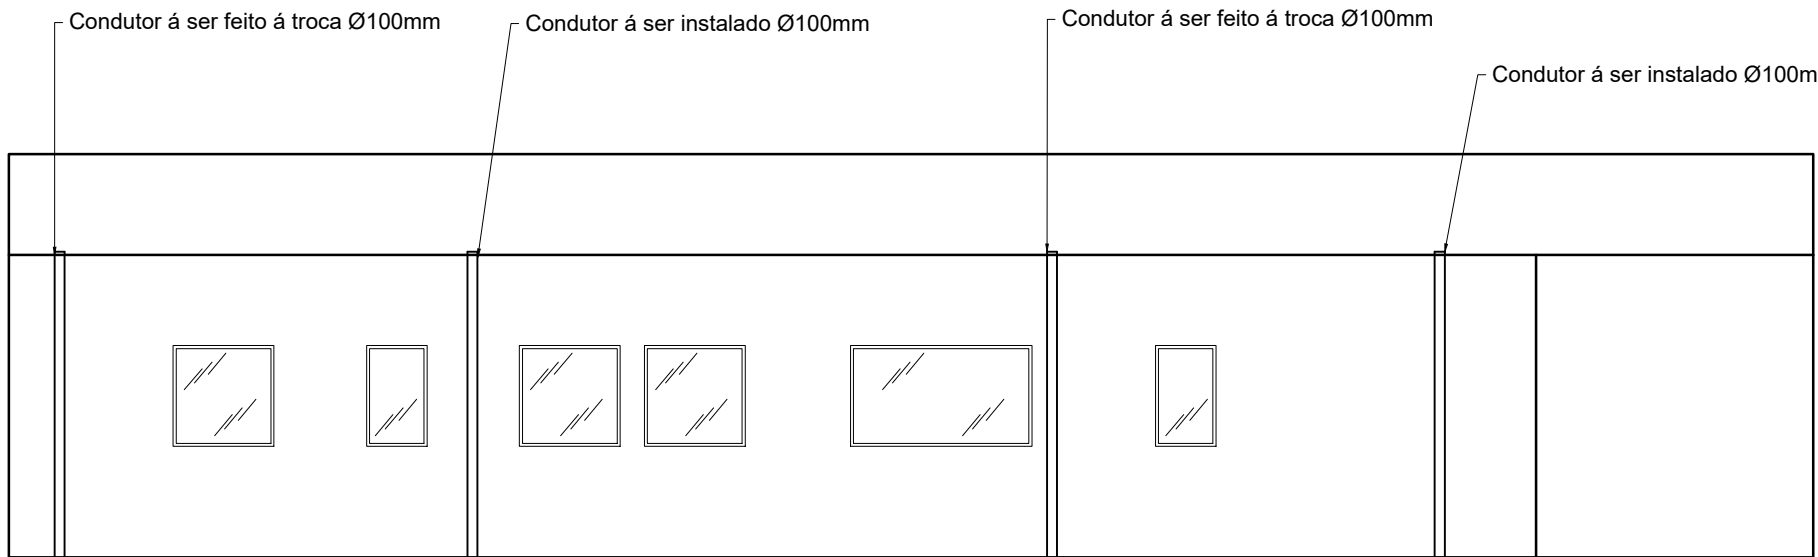 Condutor á ser feito á troca Ø100mm
Condutor á ser instalado Ø100mm
Condutor á ser feito á troca Ø100mm
Condutor á ser instalado Ø100m